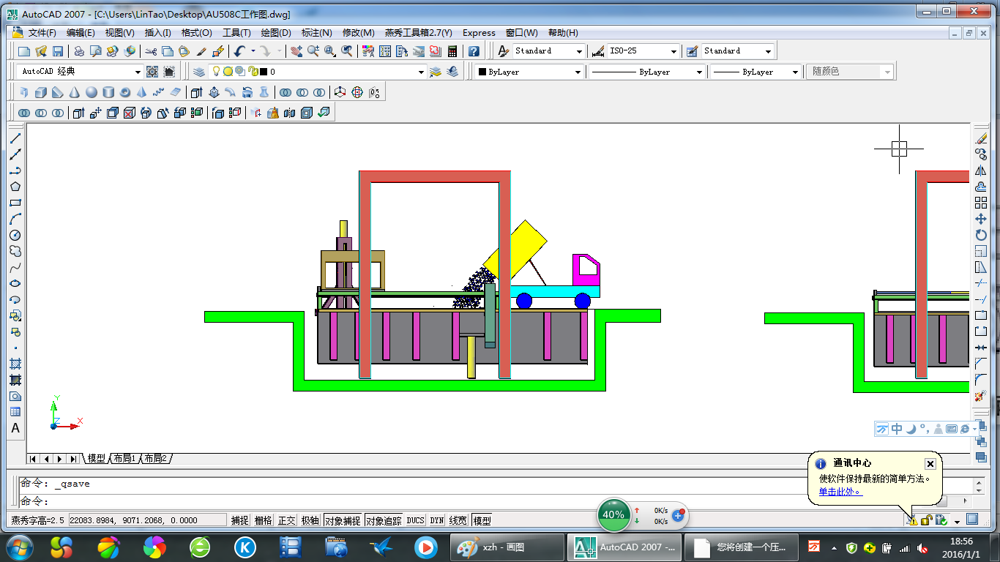 AutoCAD 2007 - [C:\Users\LinTao\Desktop\AU508C工作图.dwg]
文件(F) 编辑(E) 视图(V) 插入(I) 格式(O) 工具(T) 绘图(D) 标注(N) 修改(M) 燕秀工具箱2.7(Y) Express 窗口(W) 帮助(H)
Standard ISO-25 Standard
AutoCAD 经典 0 ByLayer ByLayer ByLayer 随颜色
A
Y
Z X
模型 布局1 布局2
中
通讯中心
使软件保持最新的简单方法。
单击此处。
命令: _qsave
命令:
燕秀字高=2.5 22083.8984, 9071.2068, 0.0000 捕捉 栅格 正交 极轴 对象捕捉 对象追踪 DUCS DYN 线宽 模型
40% 0K/s
0K/s
xzh - 画图 AutoCAD 2007 -... 您将创建一个压...
18:56
2016/1/1